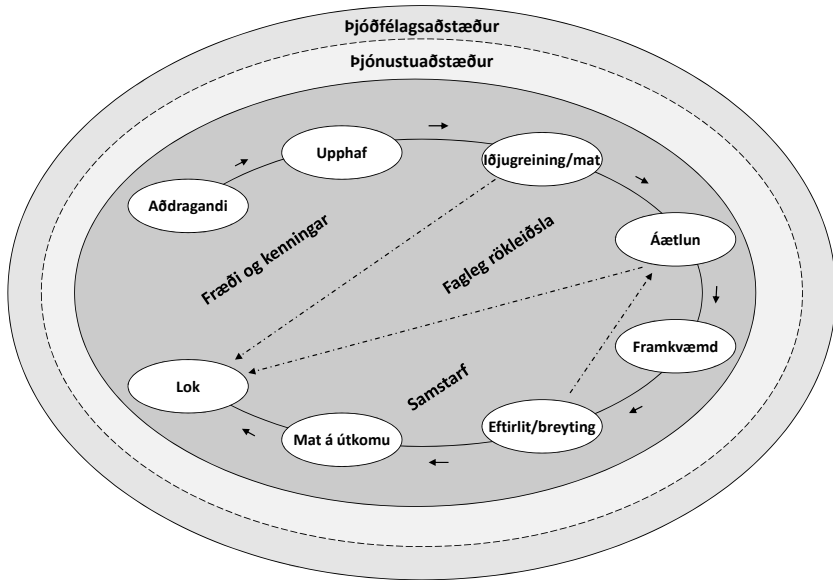 Þjóðfélagsaðstæður
Þjónustuaðstæður
Upphaf
Iðjugreining/mat
Aðdragandi
Áætlun
Fræði og kenningar
Fagleg rökleiðsla
Framkvæmd
Lok
Samstarf
Eftirlit/breyting
Mat á útkomu